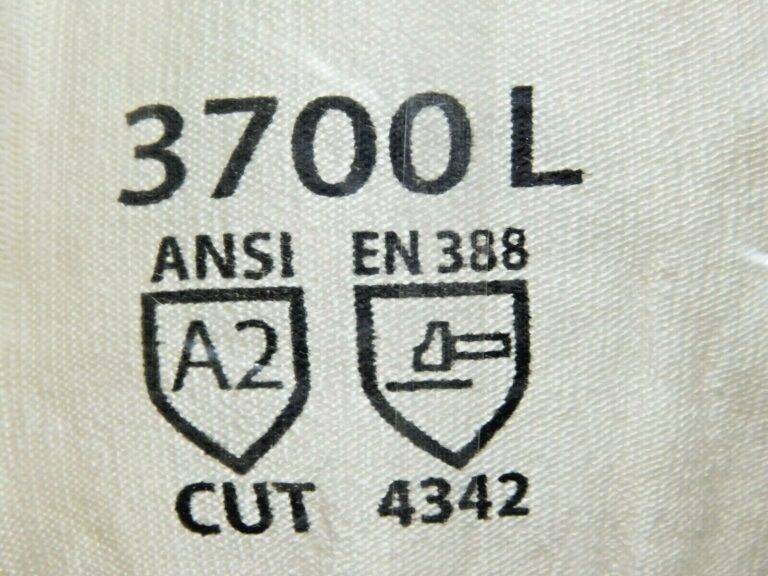 3700 L
ANSI EN 388
A2
CUT 4342